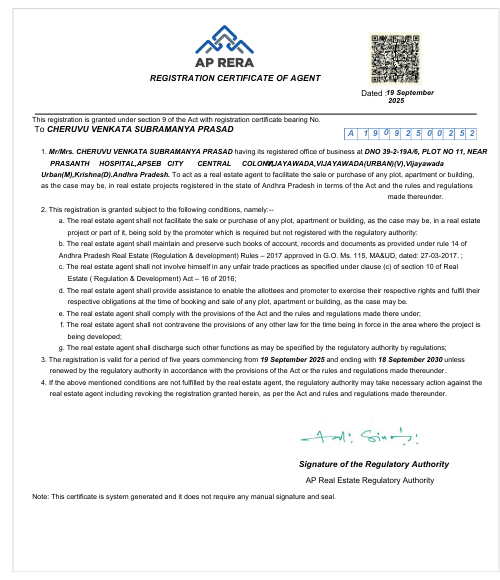 AP RERA
REGISTRATION CERTIFICATE OF AGENT
Dated :19 September
2025
This registration is granted under section 9 of the Act with registration certificate bearing No.
To CHERUVU VENKATA SUBRAMANYA PRASAD
A 1 9 0 9 2 5 0 0 2 5 2
1. Mr/Mrs. CHERUVU VENKATA SUBRAMANYA PRASAD having its registered office of business at DNO 39-2-19A/6, PLOT NO 11, NEAR
PRASANTH HOSPITAL,APSEB CITY CENTRAL COLONY,VIJAYAWADA,VIJAYAWADA(URBAN)(V),Vijayawada
Urban(M),Krishna(D).Andhra Pradesh. To act as a real estate agent to facilitate the sale or purchase of any plot, apartment or building,
as the case may be, in real estate projects registered in the state of Andhra Pradesh in terms of the Act and the rules and regulations
made thereunder.
2. This registration is granted subject to the following conditions, namely:--
a. The real estate agent shall not facilitate the sale or purchase of any plot, apartment or building, as the case may be, in a real estate
project or part of it, being sold by the promoter which is required but not registered with the regulatory authority:
b. The real estate agent shall maintain and preserve such books of account, records and documents as provided under rule 14 of
Andhra Pradesh Real Estate (Regulation & development) Rules – 2017 approved in G.O. Ms. 115, MA&UD, dated: 27-03-2017. ;
c. The real estate agent shall not involve himself in any unfair trade practices as specified under clause (c) of section 10 of Real
Estate ( Regulation & Development) Act – 16 of 2016;
d. The real estate agent shall provide assistance to enable the allottees and promoter to exercise their respective rights and fulfil their
respective obligations at the time of booking and sale of any plot, apartment or building, as the case may be.
e. The real estate agent shall comply with the provisions of the Act and the rules and regulations made there under;
f. The real estate agent shall not contravene the provisions of any other law for the time being in force in the area where the project is
being developed;
g. The real estate agent shall discharge such other functions as may be specified by the regulatory authority by regulations;
3. The registration is valid for a period of five years commencing from 19 September 2025 and ending with 18 September 2030 unless
renewed by the regulatory authority in accordance with the provisions of the Act or the rules and regulations made thereunder.
4. If the above mentioned conditions are not fulfilled by the real estate agent, the regulatory authority may take necessary action against the
real estate agent including revoking the registration granted herein, as per the Act and rules and regulations made thereunder.
Signature of the Regulatory Authority
AP Real Estate Regulatory Authority
Note: This certificate is system generated and it does not require any manual signature and seal.